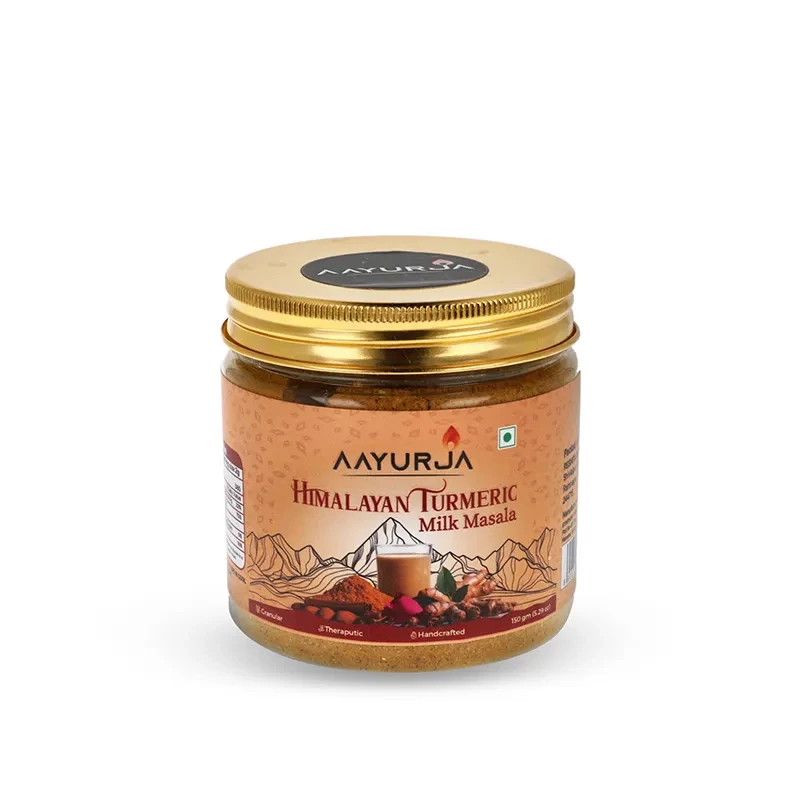 AAYURJA
AAYURJA
HIMALAYAN TURMERIC
Milk Masala
Granular
Theraputic
Handcrafted
150 gm (5.29 oz)